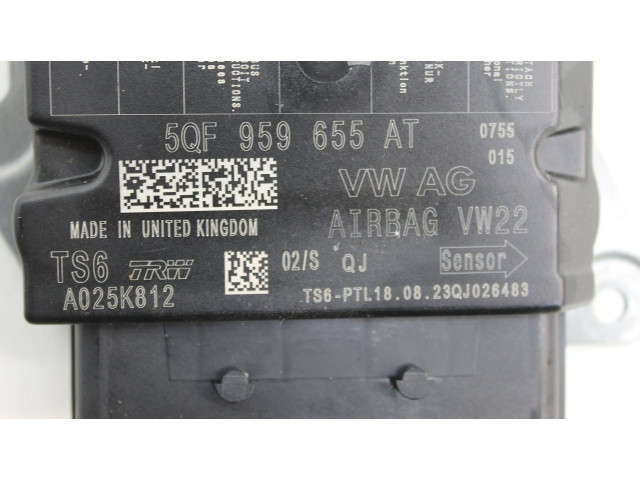 5QF 959 655 AT 0755
015
VW AG
MADE IN UNITED KINGDOM
AIRBAG VW22
TS6 TRW 02/S QJ Sensor
A025K812
TS6-PTL18.08.23QJ026483